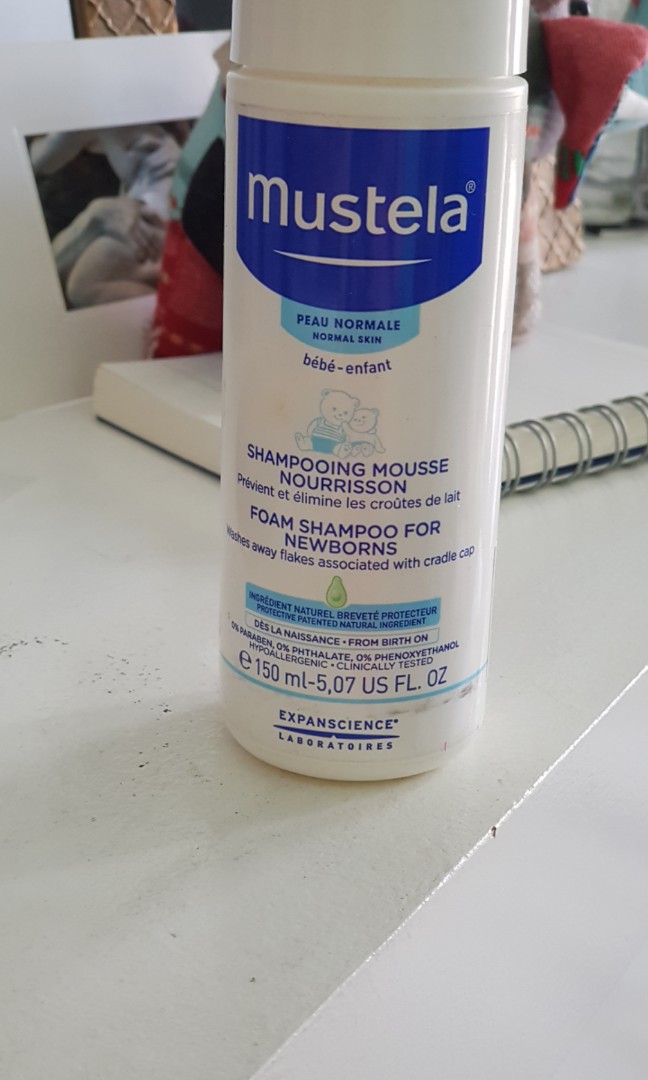 mustela®
PEAU NORMALE
NORMAL SKIN
bébé-enfant
SHAMPOOING MOUSSE
NOURRISSON
Prévient et élimine les croûtes de lait
FOAM SHAMPOO FOR
NEWBORNS
Washes away flakes associated with cradle cap
INGRÉDIENT NATUREL BREVETÉ PROTECTEUR
PROTECTIVE PATENTED NATURAL INGREDIENT
DÈS LA NAISSANCE • FROM BIRTH ON
0% PARABEN, 0% PHTHALATE, 0% PHENOXYETHANOL
HYPOALLERGENIC • CLINICALLY TESTED
℮ 150 ml-5,07 US FL. OZ
EXPANSCIENCE®
LABORATOIRES